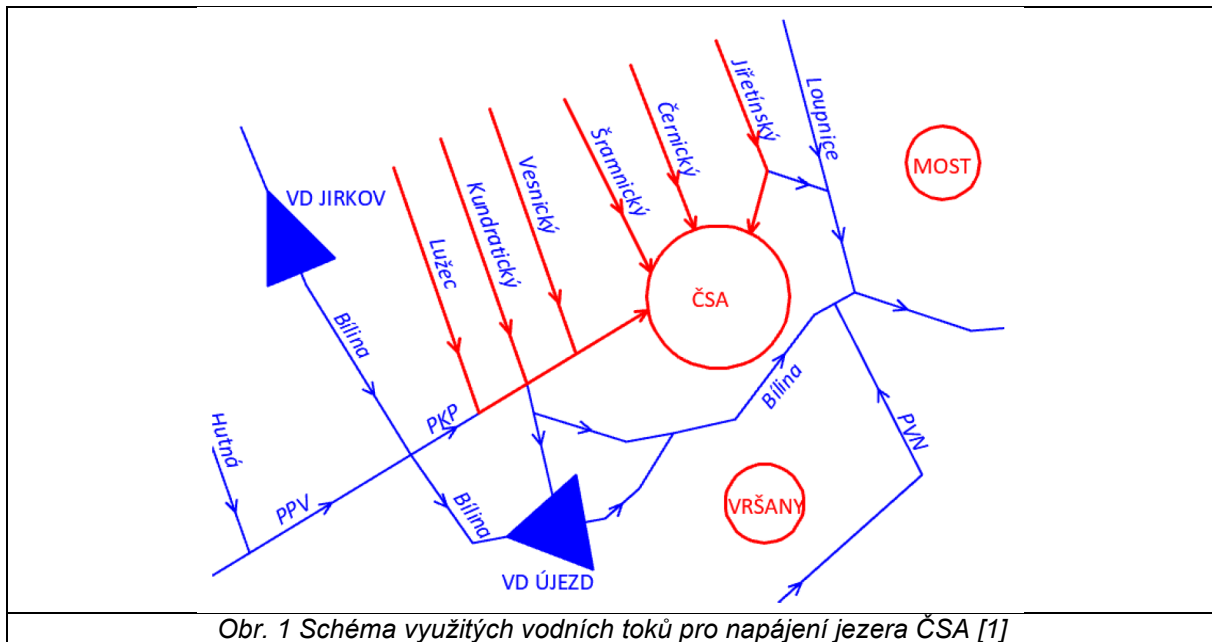 Loupnice
Jiřetínský
Černický
MOST
Šramnický
Vesnický
Kundratický
VD JIRKOV
Lužec
ČSA
Bílina
Bílina
Hutná
PKP
PVN
PPV
Bílina
VRŠANY
VD ÚJEZD
Obr. 1 Schéma využitých vodních toků pro napájení jezera ČSA [1]